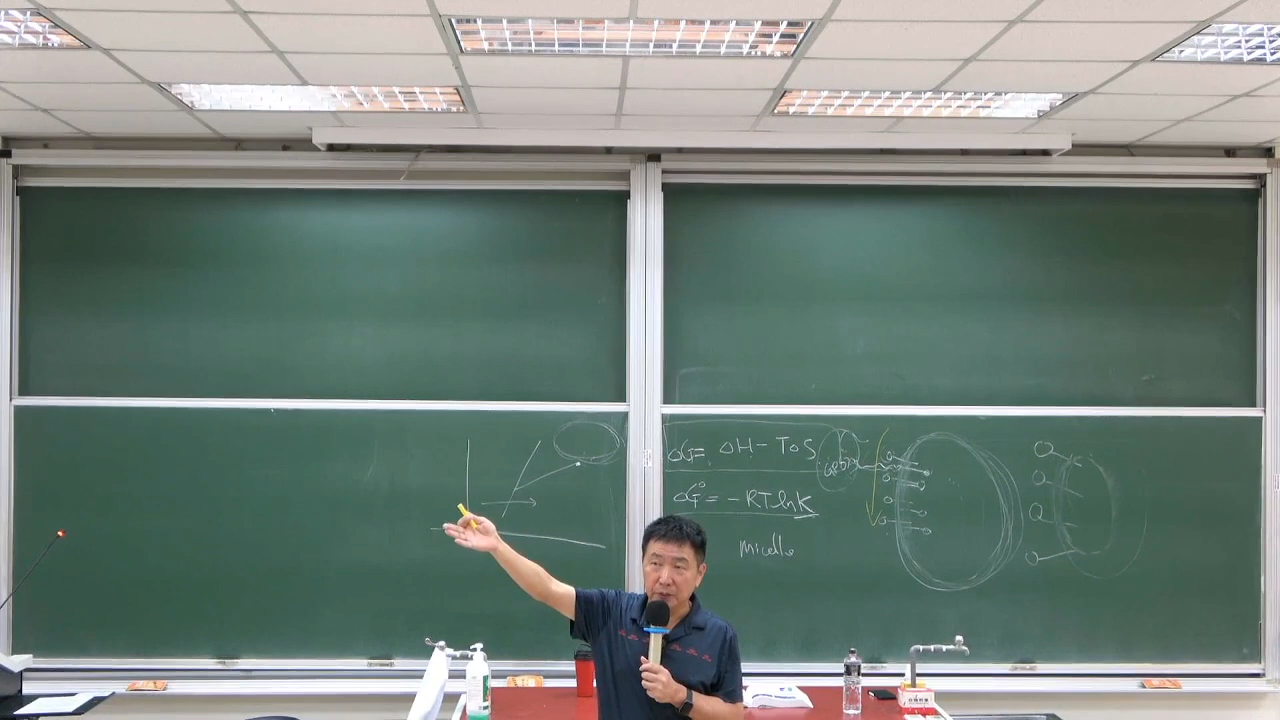 ΔG = ΔH - TΔS
ΔG° = -RTlnK
Micelle